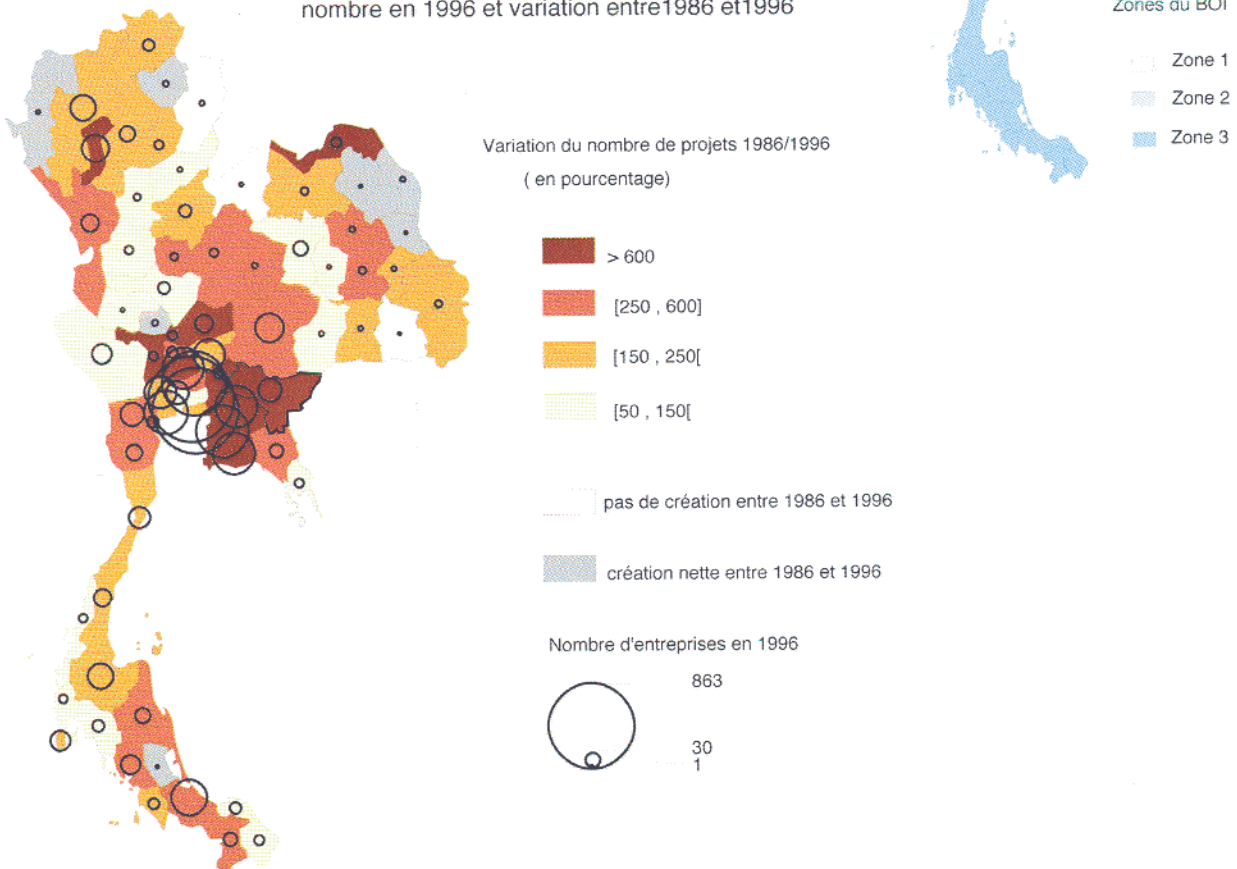 nombre en 1996 et variation entre1986 et1996
Zones du BOI
Zone 1
Zone 2
Zone 3
Variation du nombre de projets 1986/1996
( en pourcentage)
> 600
[250 , 600]
[150 , 250[
[50 , 150[
pas de création entre 1986 et 1996
création nette entre 1986 et 1996
Nombre d'entreprises en 1996
863
30
1